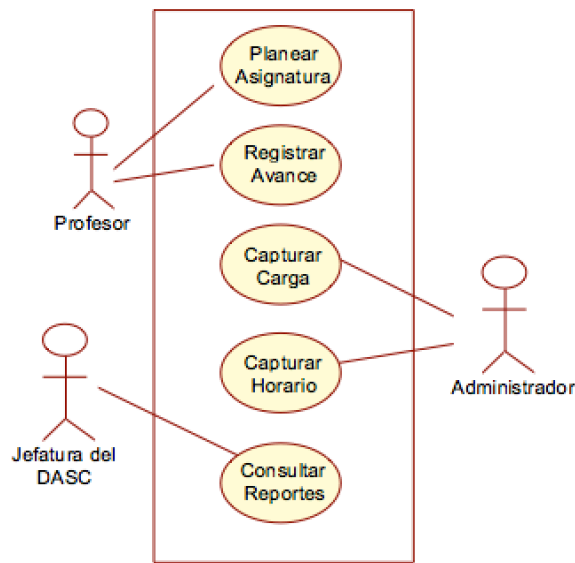 Planear
Asignatura
Registrar
Avance
Profesor
Capturar
Carga
Capturar
Horario
Administrador
Jefatura del
DASC
Consultar
Reportes